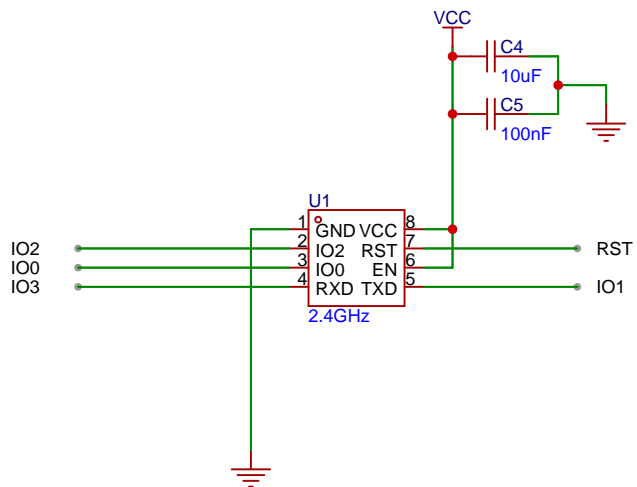 VCC
C4
10uF
C5
100nF
U1
1 GND VCC 8
IO2 2 IO2 RST 7 RST
IO0 3 IO0 EN 6
IO3 4 RXD TXD 5 IO1
2.4GHz